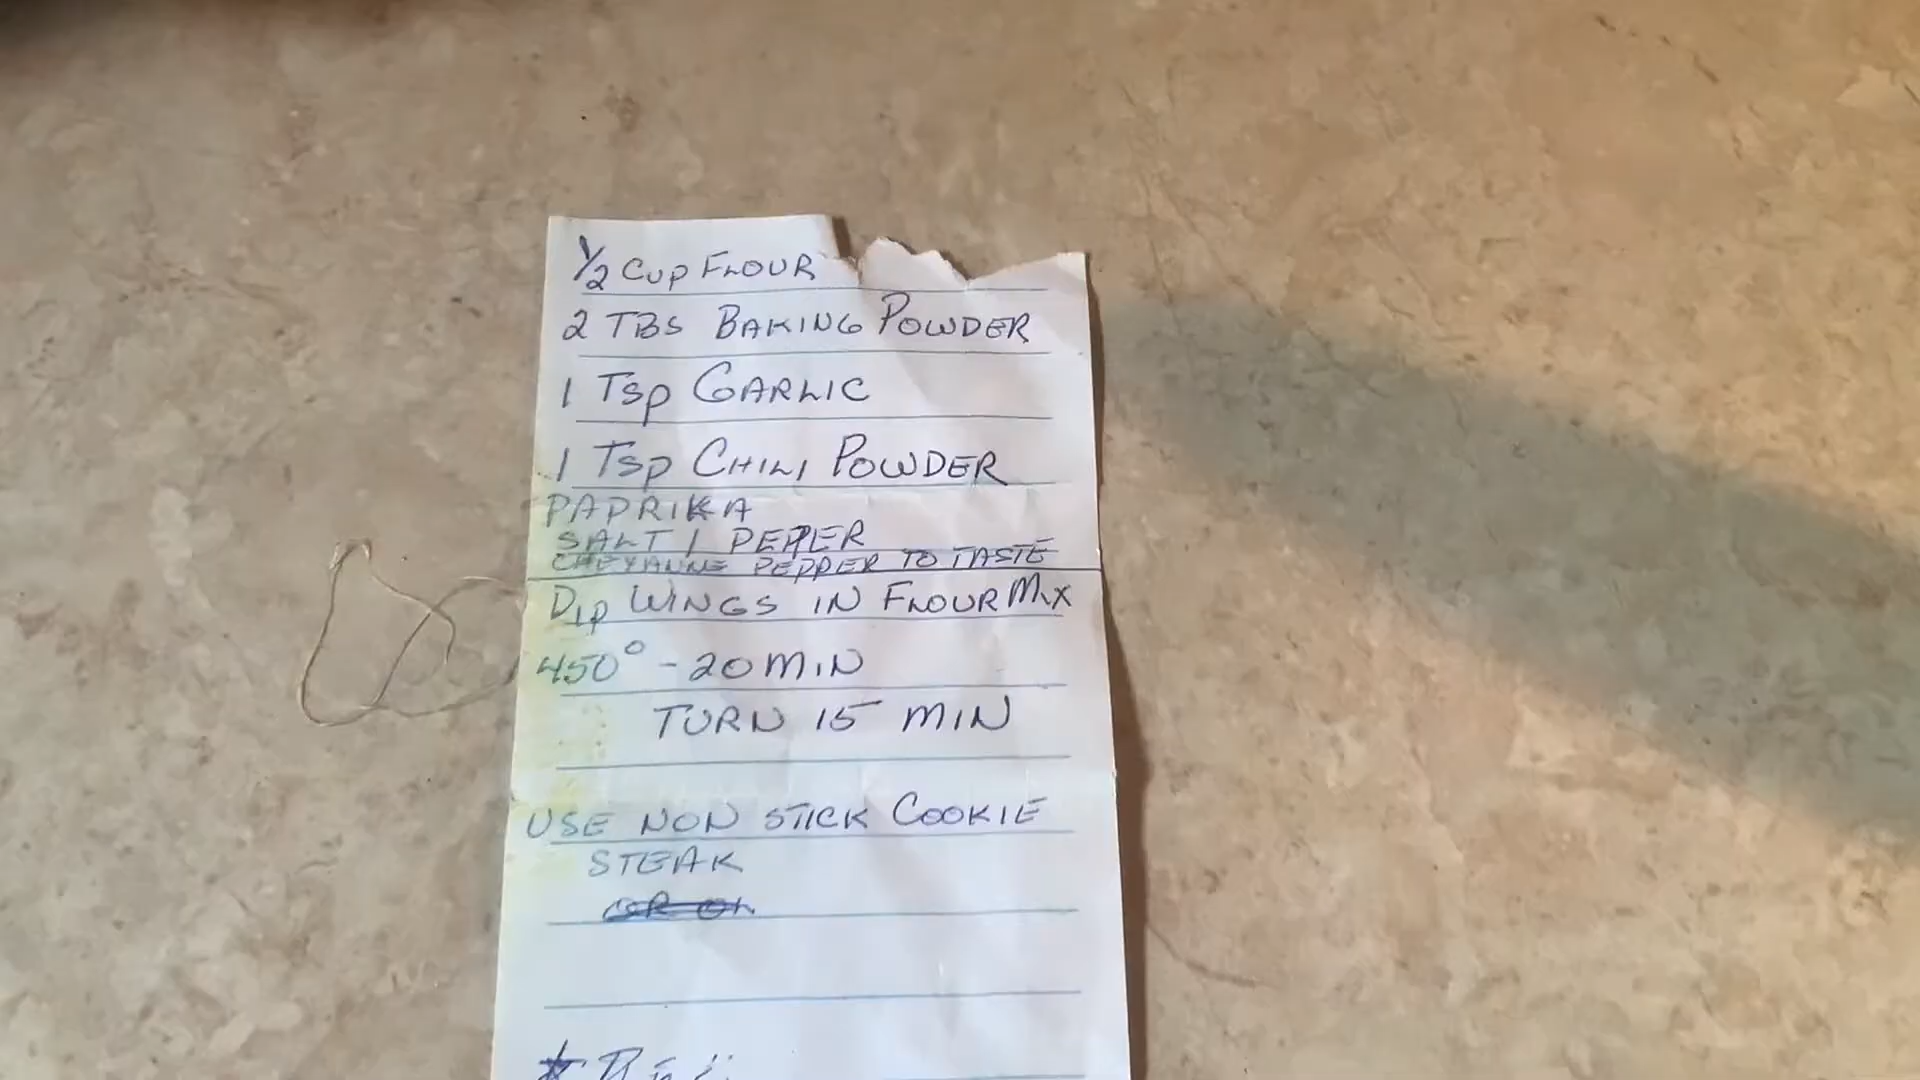 1/2 CUP FLOUR
2 TBS BAKING POWDER
1 Tsp GARLIC
1 Tsp CHILI POWDER
PAPRIKA
SALT / PEPPER
CHEYANNE PEPPER TO TASTE
DIP WINGS IN FLOUR MIX
450° - 20 MIN
TURN 15 MIN
USE NON STICK COOKIE
STEAK